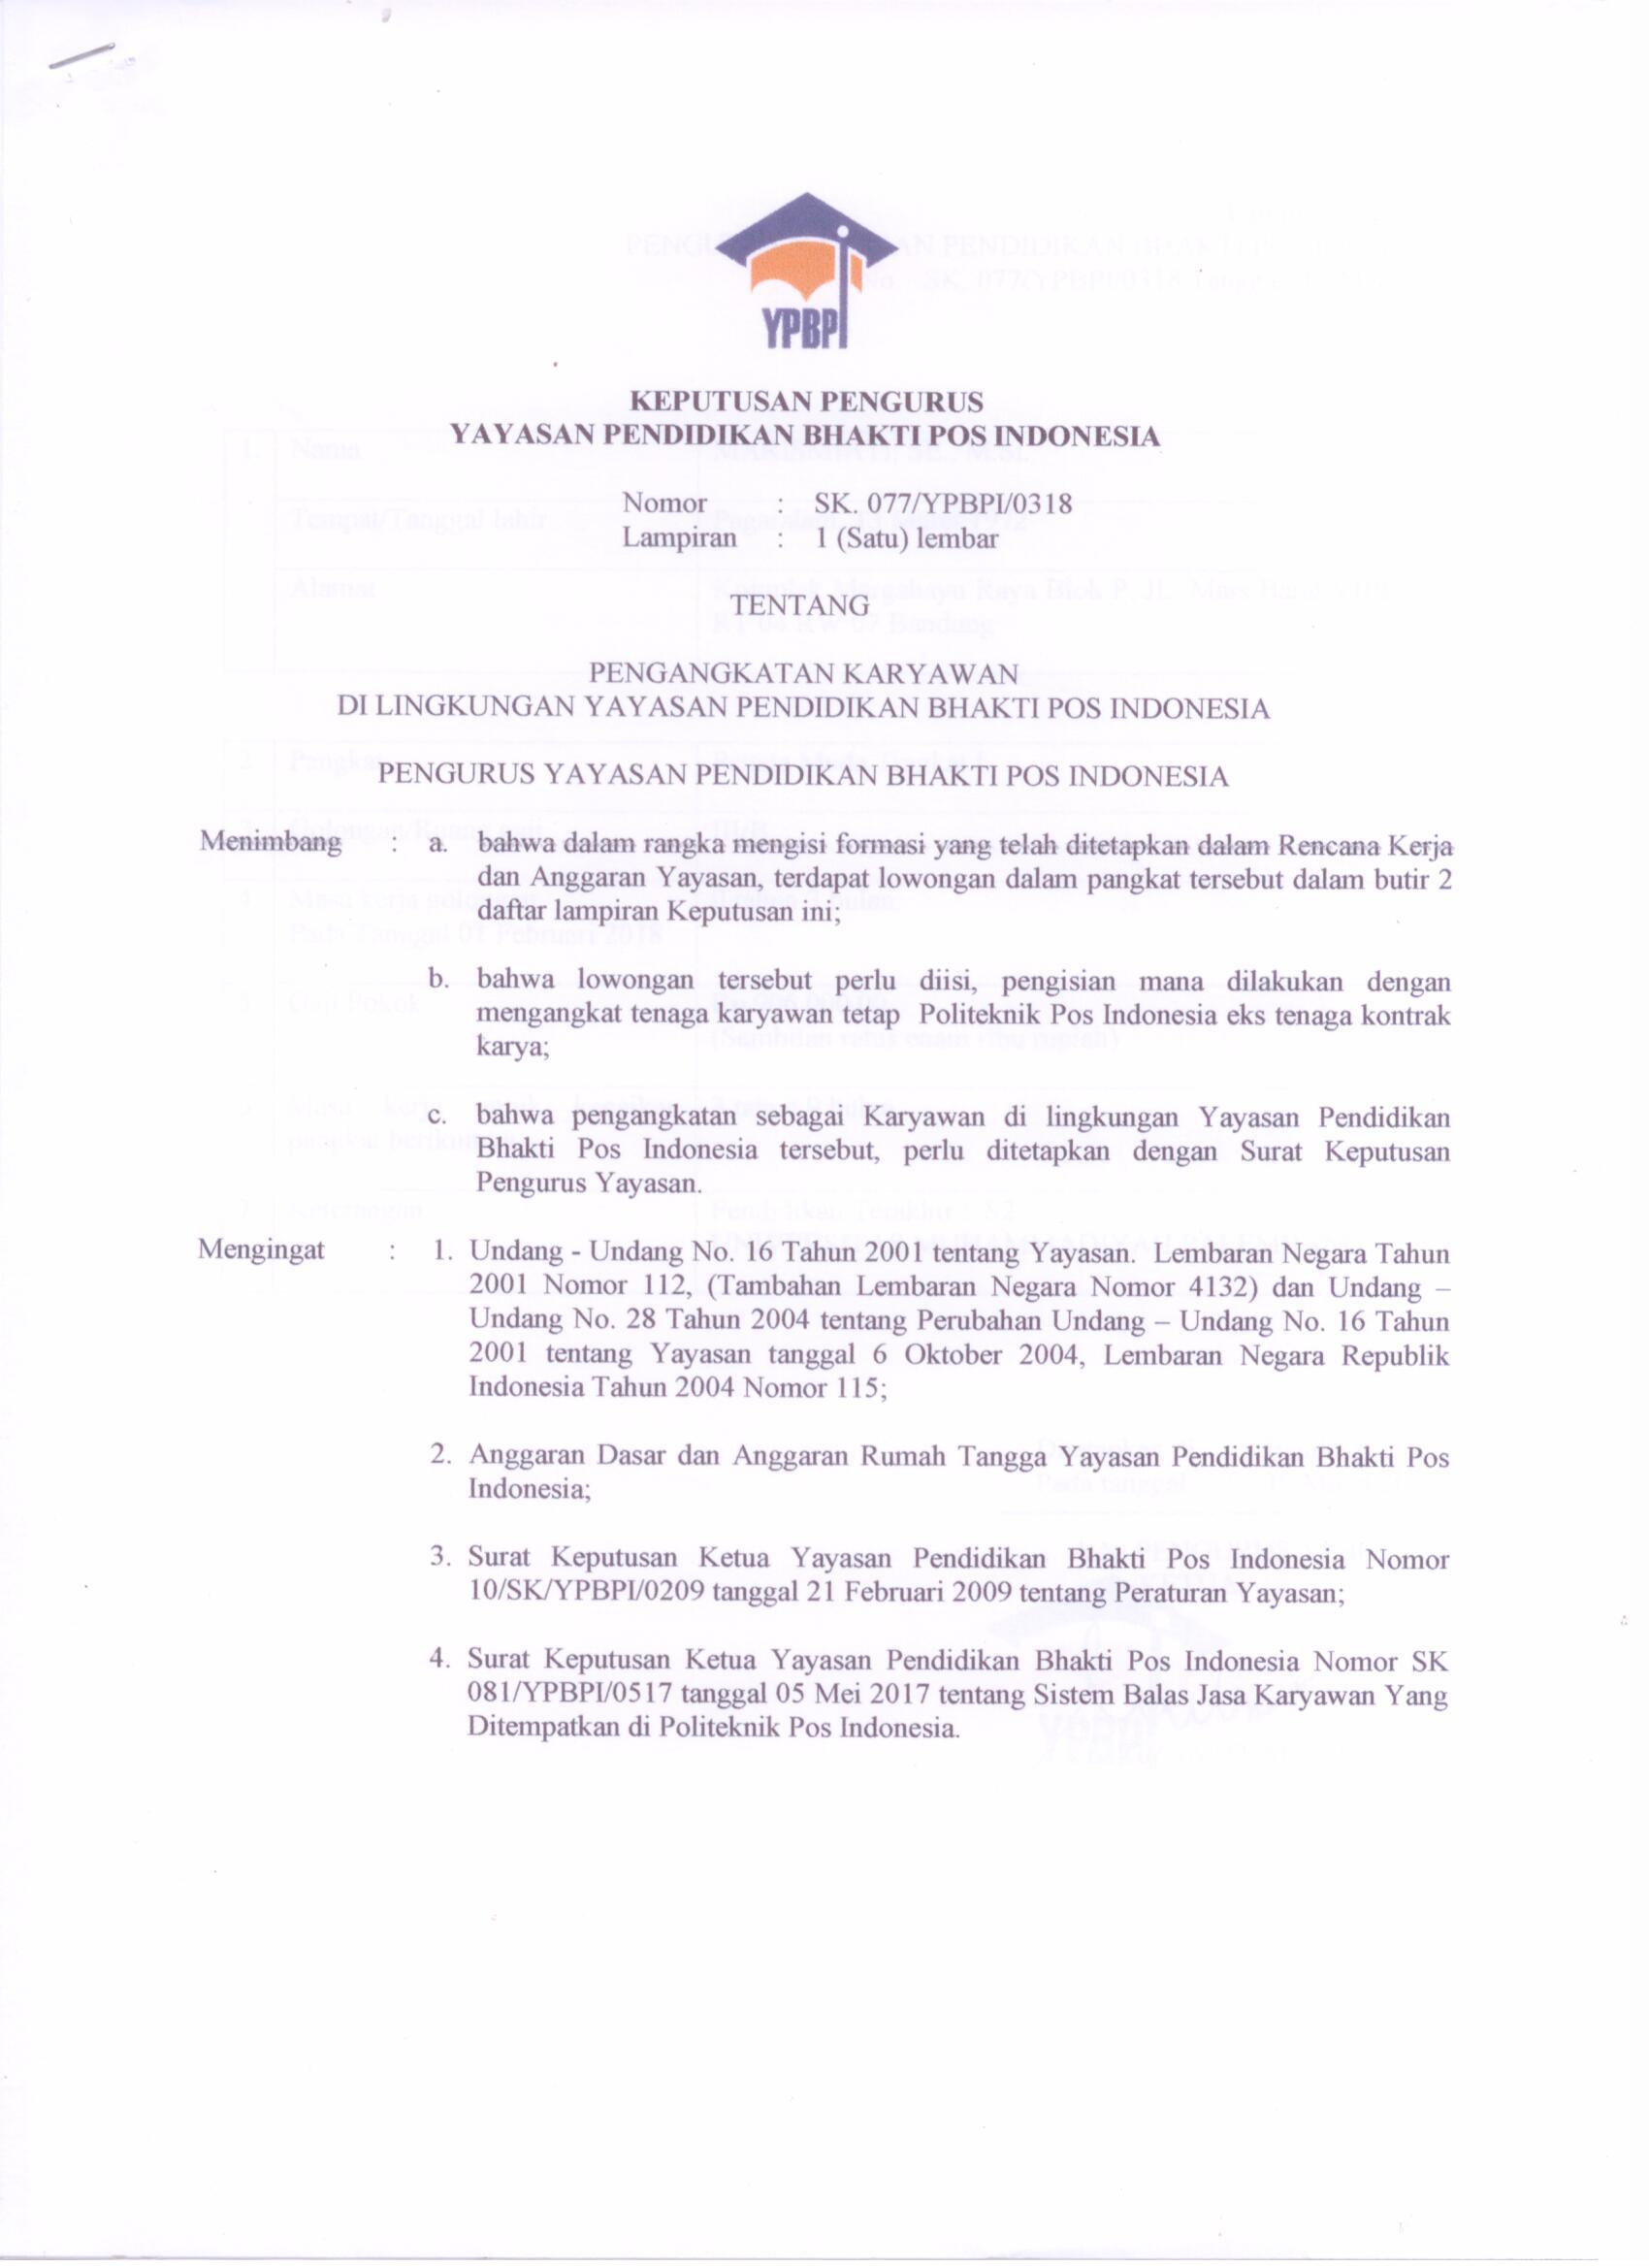 YPBPI
KEPUTUSAN PENGURUS
YAYASAN PENDIDIKAN BHAKTI POS INDONESIA
Nomor : SK. 077/YPBPI/0318
Lampiran : 1 (Satu) lembar
TENTANG
PENGANGKATAN KARYAWAN
DI LINGKUNGAN YAYASAN PENDIDIKAN BHAKTI POS INDONESIA
PENGURUS YAYASAN PENDIDIKAN BHAKTI POS INDONESIA
Menimbang : a. bahwa dalam rangka mengisi formasi yang telah ditetapkan dalam Rencana Kerja
dan Anggaran Yayasan, terdapat lowongan dalam pangkat tersebut dalam butir 2
daftar lampiran Keputusan ini;
b. bahwa lowongan tersebut perlu diisi, pengisian mana dilakukan dengan
mengangkat tenaga karyawan tetap Politeknik Pos Indonesia eks tenaga kontrak
karya;
c. bahwa pengangkatan sebagai Karyawan di lingkungan Yayasan Pendidikan
Bhakti Pos Indonesia tersebut, perlu ditetapkan dengan Surat Keputusan
Pengurus Yayasan.
Mengingat : 1. Undang - Undang No. 16 Tahun 2001 tentang Yayasan. Lembaran Negara Tahun
2001 Nomor 112, (Tambahan Lembaran Negara Nomor 4132) dan Undang –
Undang No. 28 Tahun 2004 tentang Perubahan Undang – Undang No. 16 Tahun
2001 tentang Yayasan tanggal 6 Oktober 2004, Lembaran Negara Republik
Indonesia Tahun 2004 Nomor 115;
2. Anggaran Dasar dan Anggaran Rumah Tangga Yayasan Pendidikan Bhakti Pos
Indonesia;
3. Surat Keputusan Ketua Yayasan Pendidikan Bhakti Pos Indonesia Nomor
10/SK/YPBPI/0209 tanggal 21 Februari 2009 tentang Peraturan Yayasan;
4. Surat Keputusan Ketua Yayasan Pendidikan Bhakti Pos Indonesia Nomor SK
081/YPBPI/0517 tanggal 05 Mei 2017 tentang Sistem Balas Jasa Karyawan Yang
Ditempatkan di Politeknik Pos Indonesia.